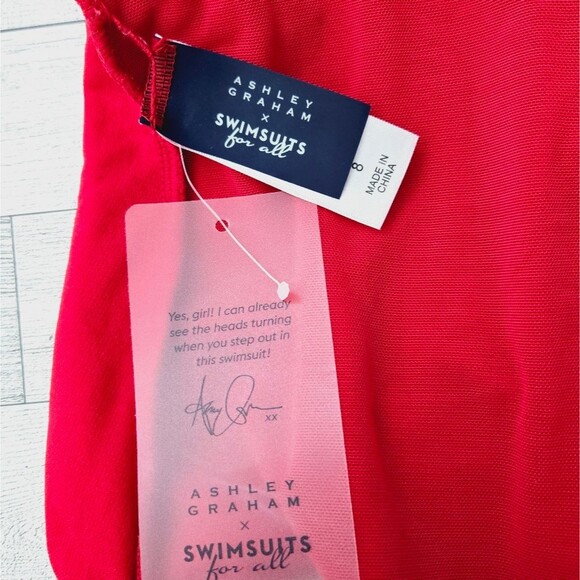 ASHLEY
GRAHAM
×
SWIMSUITS
for all
8
MADE IN
CHINA
Yes, girl! I can already
see the heads turning
when you step out in
this swimsuit!
xx
ASHLEY
GRAHAM
×
SWIMSUITS
for all